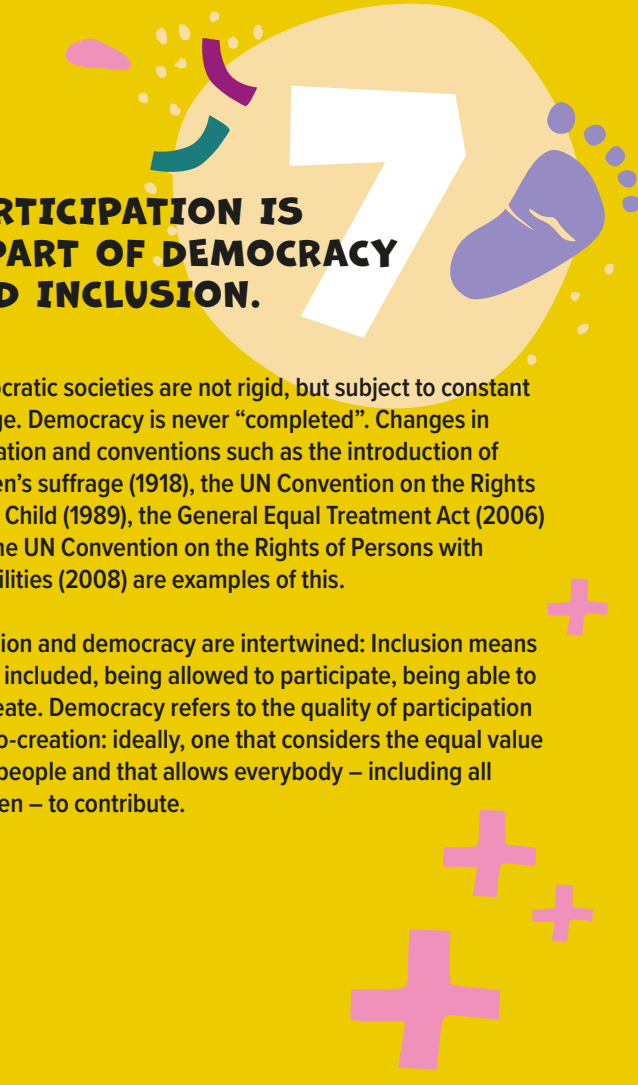 7
RTICIPATION IS
PART OF DEMOCRACY
D INCLUSION.
ocratic societies are not rigid, but subject to constant
ge. Democracy is never “completed”. Changes in
ation and conventions such as the introduction of
en’s suffrage (1918), the UN Convention on the Rights
Child (1989), the General Equal Treatment Act (2006)
he UN Convention on the Rights of Persons with
ilities (2008) are examples of this.
sion and democracy are intertwined: Inclusion means
included, being allowed to participate, being able to
eate. Democracy refers to the quality of participation
o-creation: ideally, one that considers the equal value
people and that allows everybody – including all
en – to contribute.